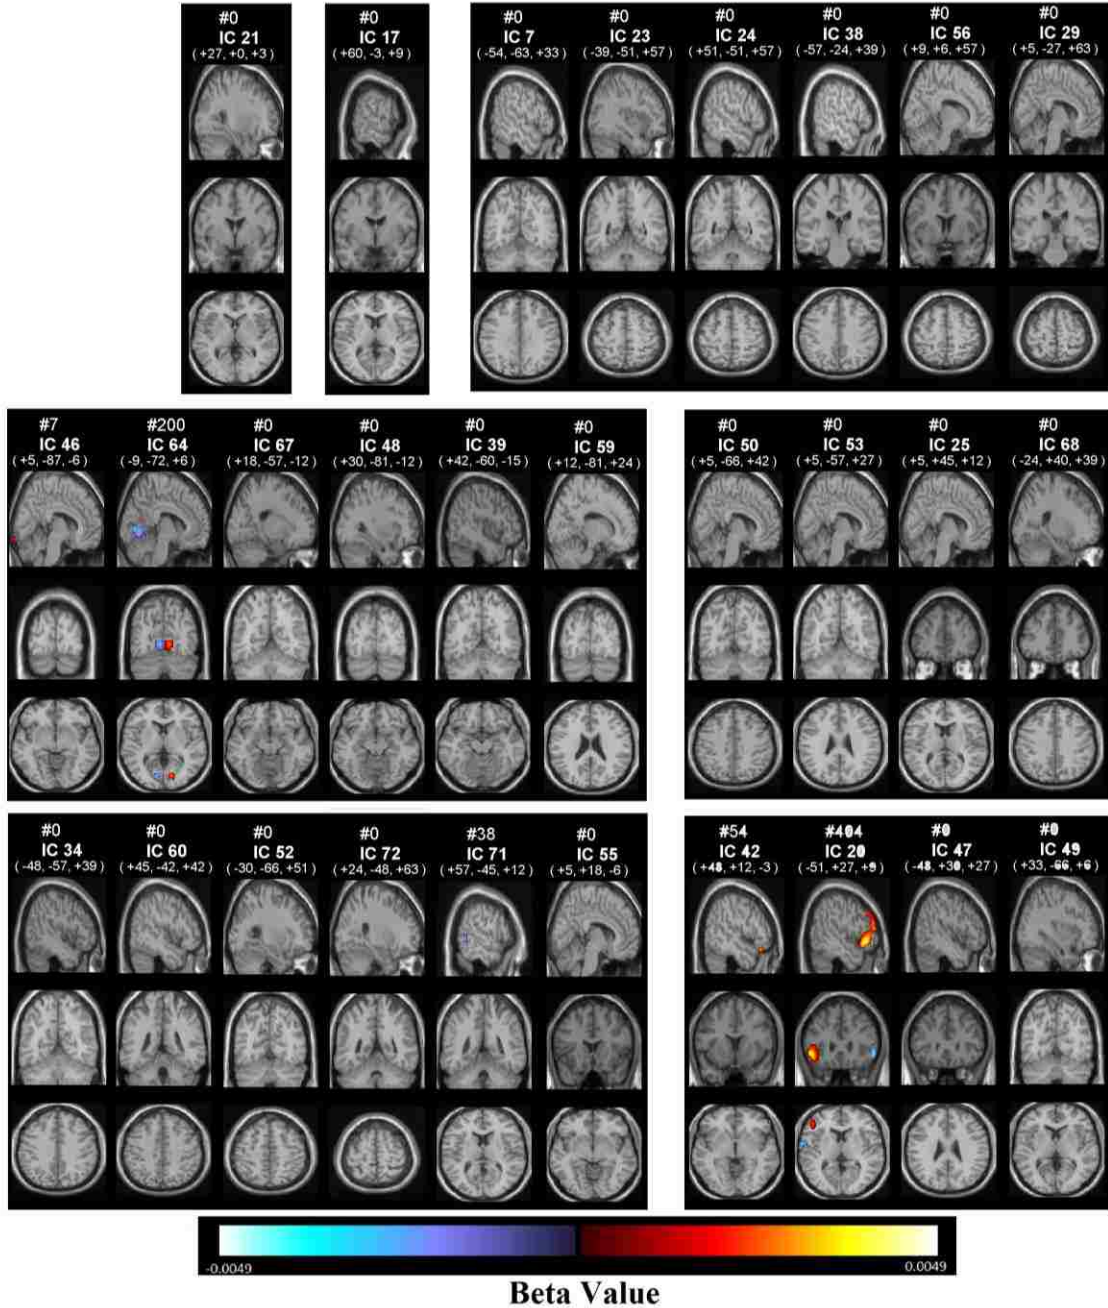 #0 #0 #0 #0 #0 #0 #0 #0
IC 21 IC 17 IC 7 IC 23 IC 24 IC 38 IC 56 IC 29
(+27, +0, +3) (+60, -3, +9) (-54, -63, +33) (-39, -51, +57) (+51, -51, +57) (-57, -24, +39) (+9, +6, +57) (+5, -27, +63)
#7 #200 #0 #0 #0 #0 #0 #0 #0 #0
IC 46 IC 64 IC 67 IC 48 IC 39 IC 59 IC 50 IC 53 IC 25 IC 68
(+5, -87, -6) (-9, -72, +6) (+18, -57, -12) (+30, -81, -12) (+42, -60, -15) (+12, -81, +24) (+5, -66, +42) (+5, -57, +27) (+5, +45, +12) (-24, +40, +39)
#0 #0 #0 #0 #38 #0 #54 #404 #0 #0
IC 34 IC 60 IC 52 IC 72 IC 71 IC 55 IC 42 IC 20 IC 47 IC 49
(-48, -57, +39) (+45, -42, +42) (-30, -66, +51) (+24, -48, +63) (+57, -45, +12) (+5, +18, -6) (+48, +12, -3) (-51, +27, +9) (-48, +30, +27) (+33, -66, +6)
-0.0049 0.0049
Beta Value